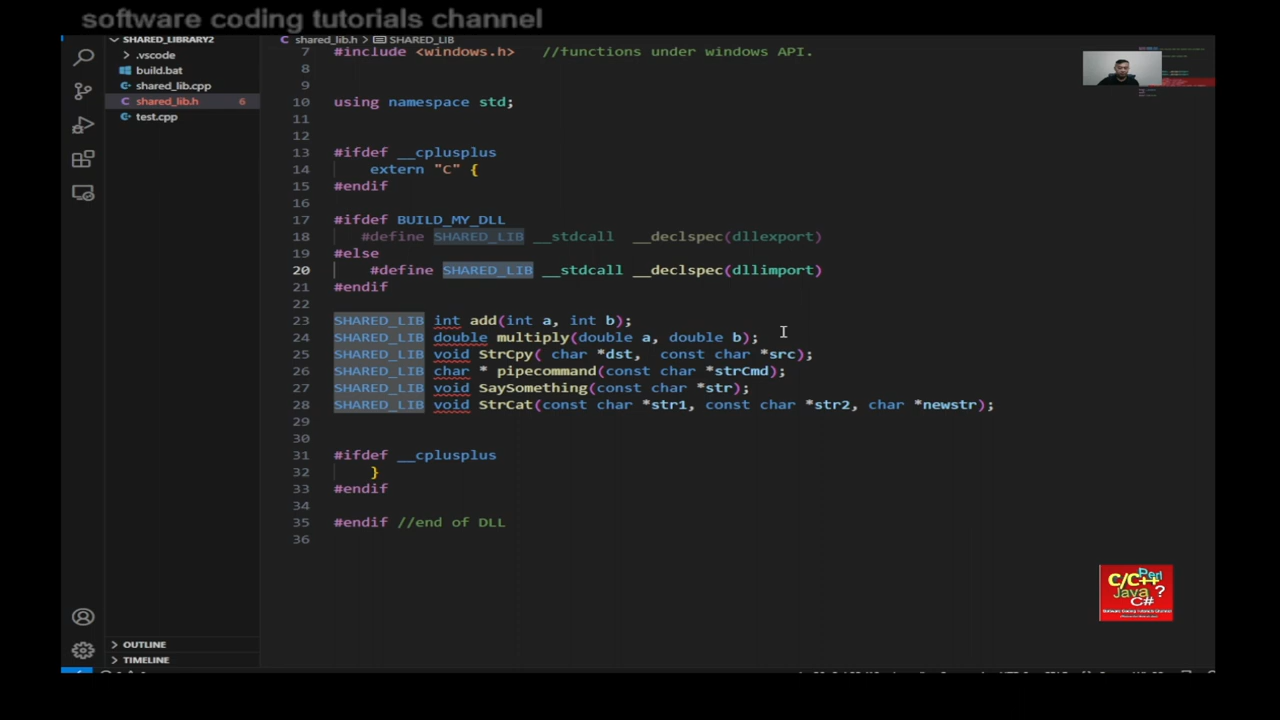 software coding tutorials channel
SHARED_LIBRARY2
.vscode
build.bat
shared_lib.cpp
shared_lib.h 6
test.cpp
OUTLINE
TIMELINE
shared_lib.h > SHARED_LIB
7 #include <windows.h> //functions under windows API.
8
9
10 using namespace std;
11
12
13 #ifdef __cplusplus
14 extern "C" {
15 #endif
16
17 #ifdef BUILD_MY_DLL
18 #define SHARED_LIB __stdcall __declspec(dllexport)
19 #else
20 #define SHARED_LIB __stdcall __declspec(dllimport)
21 #endif
22
23 SHARED_LIB int add(int a, int b);
24 SHARED_LIB double multiply(double a, double b);
25 SHARED_LIB void StrCpy( char *dst, const char *src);
26 SHARED_LIB char * pipecommand(const char *strCmd);
27 SHARED_LIB void SaySomething(const char *str);
28 SHARED_LIB void StrCat(const char *str1, const char *str2, char *newstr);
29
30
31 #ifdef __cplusplus
32 }
33 #endif
34
35 #endif //end of DLL
36
C/C++ Perl
Java ?
C#
Software Coding Tutorials Channel